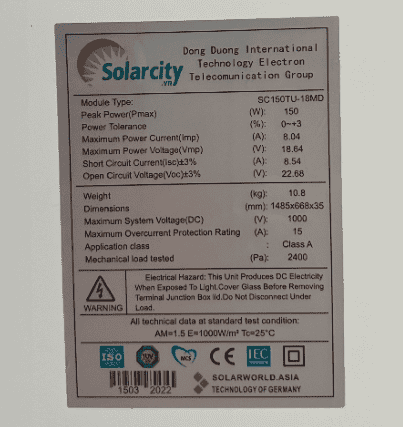 Solarcity
.VN
Dong Duong International
Technology Electron
Telecomunication Group
Module Type: SC150TU-18MD
Peak Power(Pmax) (W): 150
Power Tolerance (%): 0~+3
Maximum Power Current(Imp) (A): 8.04
Maximum Power Voltage(Vmp) (V): 18.64
Short Circuit Current(isc)±3% (A): 8.54
Open Circuit Voltage(Voc)±3% (V): 22.68
Weight (kg): 10.8
Dimensions (mm): 1485x668x35
Maximum System Voltage(DC) (V): 1000
Maximum Overcurrent Protection Rating (A): 15
Application class : Class A
Mechanical load tested (Pa): 2400
WARNING
Electrical Hazard: This Unit Produces DC Electricity
When Exposed To Light.Cover Glass Before Removing
Terminal Junction Box lid.Do Not Disconnect Under
Load.
All technical data at standard test condition:
AM=1.5 E=1000W/m² Tc=25°C
ISO
TUV
MCS
CE
IEC
1503 2022
SOLARWORLD.ASIA
TECHNOLOGY OF GERMANY